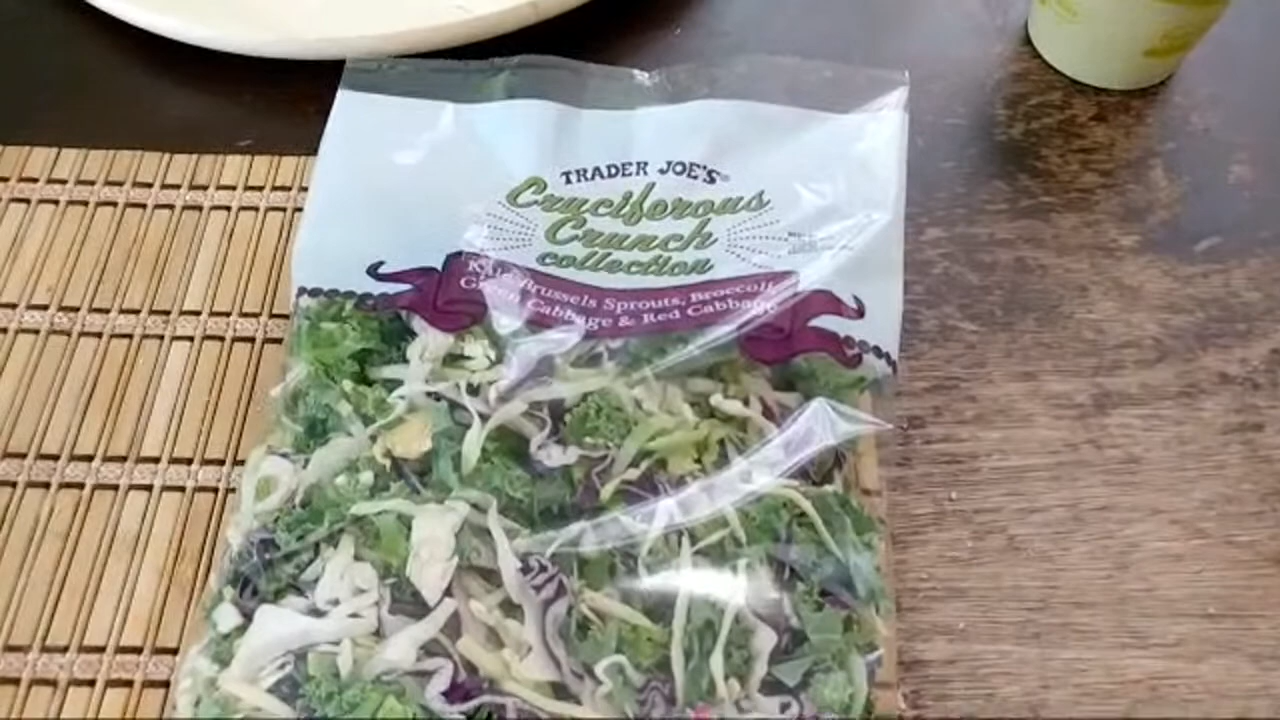 TRADER JOE'S
Cruciferous
Crunch
collection
Kale, Brussels Sprouts, Broccoli,
Green Cabbage & Red Cabbage